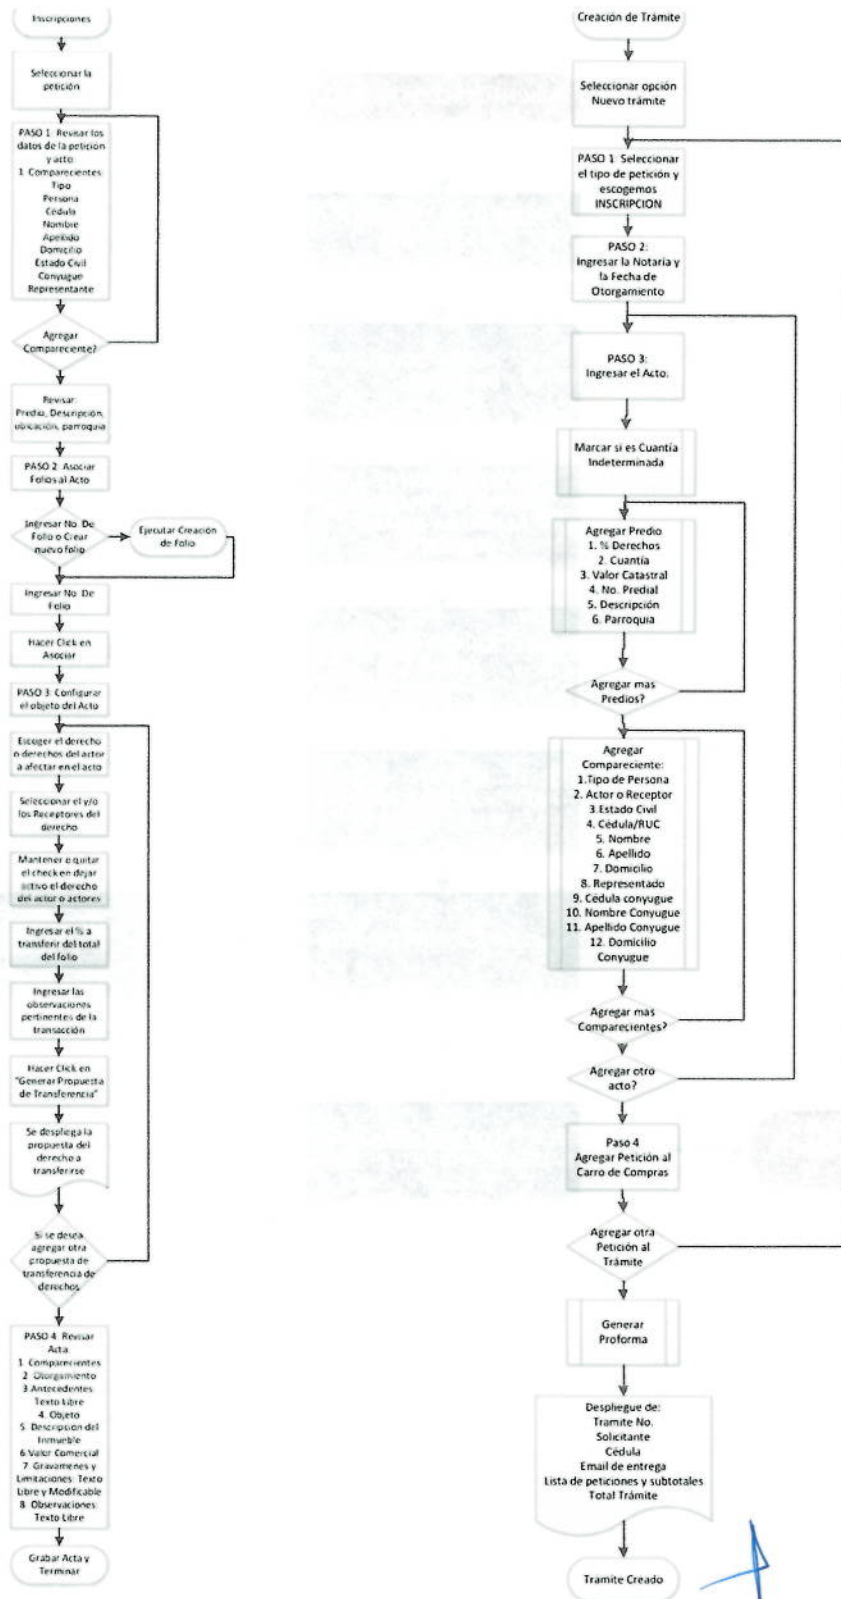 Inscripciones
Seleccionar la
petición
PASO 1 Revisar los
datos de la petición
y acto
1 Comparecientes
Tipo
Persona
Cédula
Nombre
Apellido
Domicilio
Estado Civil
Conyugue
Representante
Agregar
Compareciente?
Revisar:
Predio, Descripción,
ubicación, parroquia
PASO 2 Asociar
Folios al Acto
Ingresar No. De
Folio o Crear
nuevo folio
Ejecutar Creación
de Folio
Ingresar No. De
Folio
Hacer Click en
Asociar
PASO 3: Configurar
el objeto del Acto
Escoger el derecho
o derechos del actor
a afectar en el acto
Seleccionar el y/o
los Receptores del
derecho
Mantener o quitar
el check en dejar
activo el derecho
del actor o actores
Ingresar el % a
transferir del total
del folio
Ingresar las
observaciones
pertinentes de la
transacción
Hacer Click en
"Generar Propuesta
de Transferencia"
Se despliega la
propuesta del
derecho a
transferirse
Si se desea
agregar otra
propuesta de
transferencia de
derechos
PASO 4 Revisar
Acta
1 Comparecientes
2 Otorgamiento
3 Antecedentes
Texto Libre
4. Objeto
5 Descripción del
Inmueble
6 Valor Comercial
7 Gravamenes y
Limitaciones: Texto
Libre y Modificable
8 Observaciones:
Texto Libre
Grabar Acta y
Terminar
Creación de Trámite
Seleccionar opción
Nuevo trámite
PASO 1 Seleccionar
el tipo de petición y
escogemos
INSCRIPCION
PASO 2:
Ingresar la Notaría y
la Fecha de
Otorgamiento
PASO 3:
Ingresar el Acto.
Marcar si es Cuantía
Indeterminada
Agregar Predio
1. % Derechos
2. Cuantía
3. Valor Catastral
4. No. Predial
5. Descripción
6. Parroquia
Agregar mas
Predios?
Agregar
Compareciente:
1.Tipo de Persona
2. Actor o Receptor
3.Estado Civil
4. Cédula/RUC
5. Nombre
6. Apellido
7. Domicilio
8. Representado
9. Cédula conyugue
10. Nombre Conyugue
11. Apellido Conyugue
12. Domicilio
Conyugue
Agregar mas
Comparecientes?
Agregar otro
acto?
Paso 4
Agregar Petición al
Carro de Compras
Agregar otra
Petición al
Trámite
Generar
Proforma
Despliegue de:
Tramite No.
Solicitante
Cédula
Email de entrega
Lista de peticiones y subtotales
Total Trámite
Tramite Creado